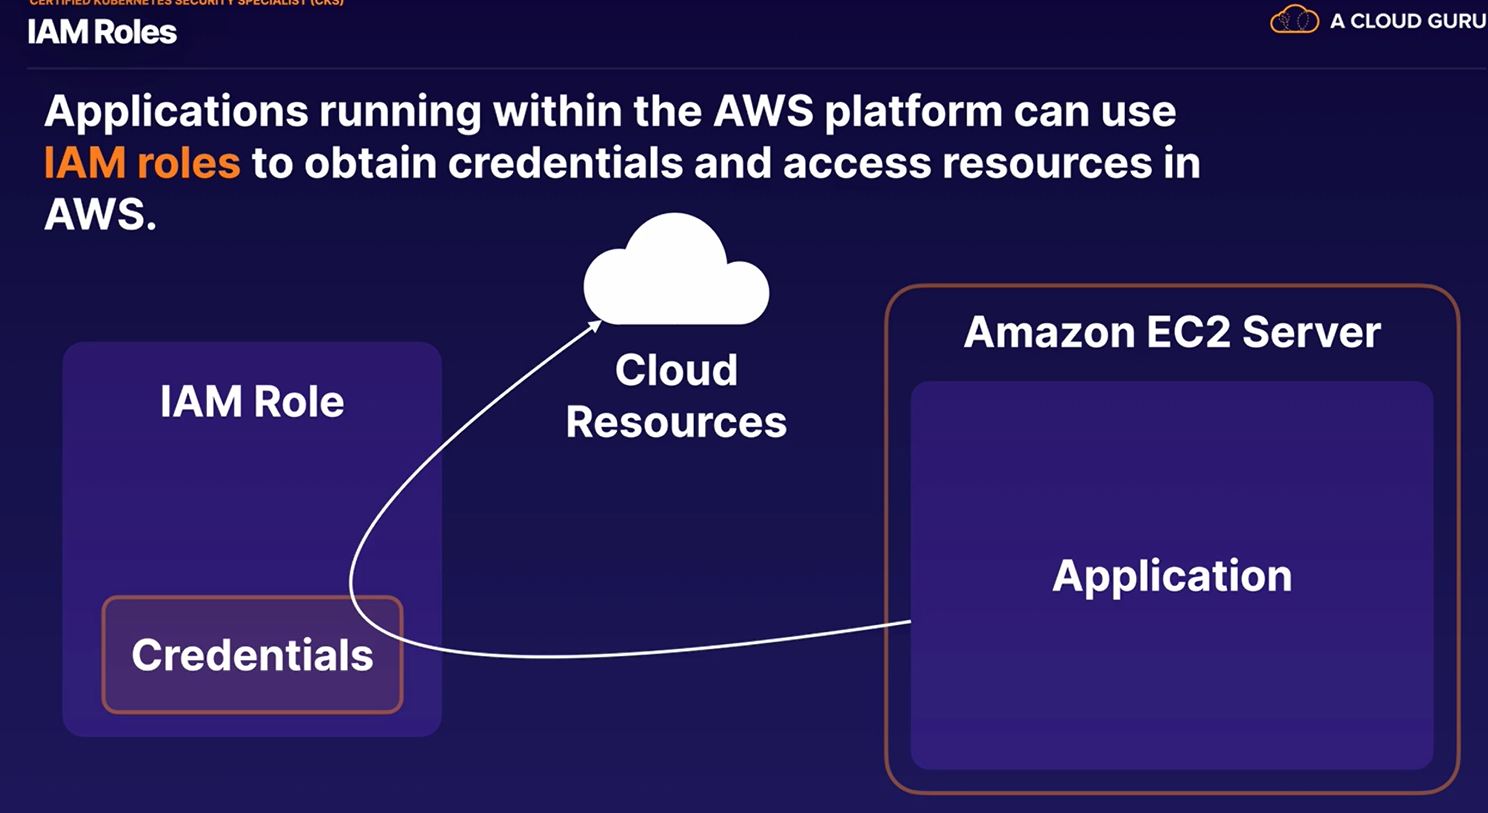 CERTIFIED KUBERNETES SECURITY SPECIALIST (CKS)
IAM Roles
A CLOUD GURU
Applications running within the AWS platform can use
IAM roles to obtain credentials and access resources in
AWS.
Cloud
Resources
IAM Role
Credentials
Amazon EC2 Server
Application